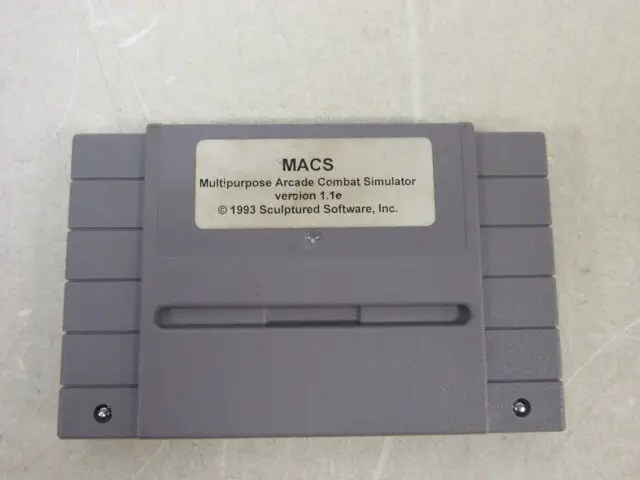 MACS
Multipurpose Arcade Combat Simulator
version 1.1e
© 1993 Sculptured Software, Inc.